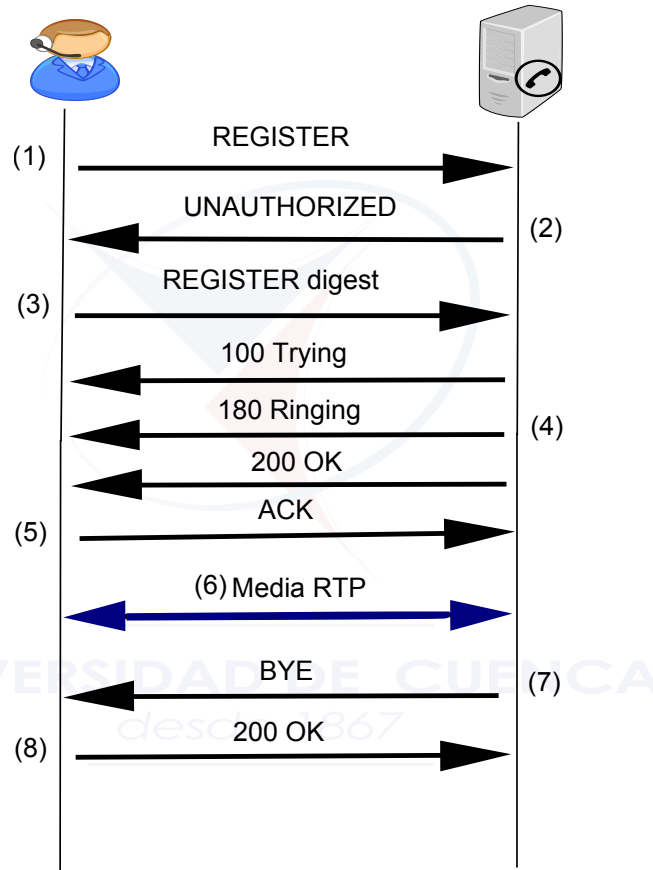 REGISTER
(1)
UNAUTHORIZED
(2)
REGISTER digest
(3)
100 Trying
180 Ringing
(4)
200 OK
ACK
(5)
(6) Media RTP
BYE
(7)
VERSIDAD DE CUENCA
desde 1867
200 OK
(8)